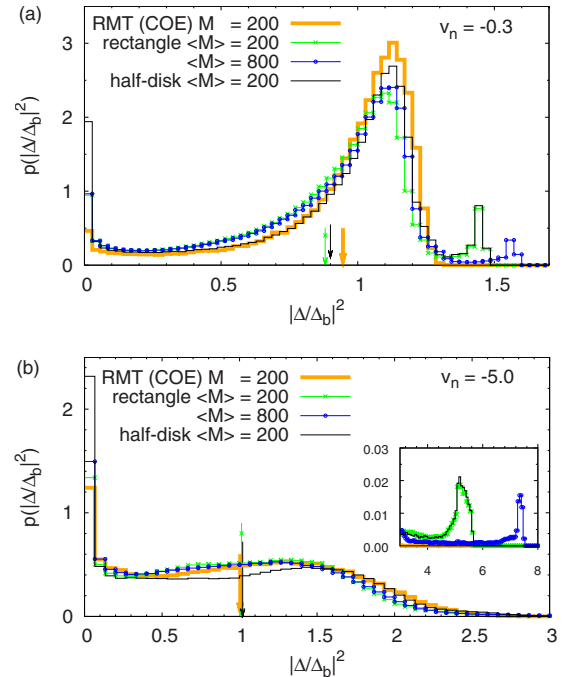 (a)
RMT (COE) M = 200
rectangle <M> = 200
<M> = 800
half-disk <M> = 200
v_n = -0.3
p(|Δ/Δ_b|^2)
3
2
1
0
0 0.5 1 1.5
|Δ/Δ_b|^2
(b)
RMT (COE) M = 200
rectangle <M> = 200
<M> = 800
half-disk <M> = 200
v_n = -5.0
p(|Δ/Δ_b|^2)
2
1
0
0.03
0.02
0.01
0.00
4 6 8
0 0.5 1 1.5 2 2.5 3
|Δ/Δ_b|^2